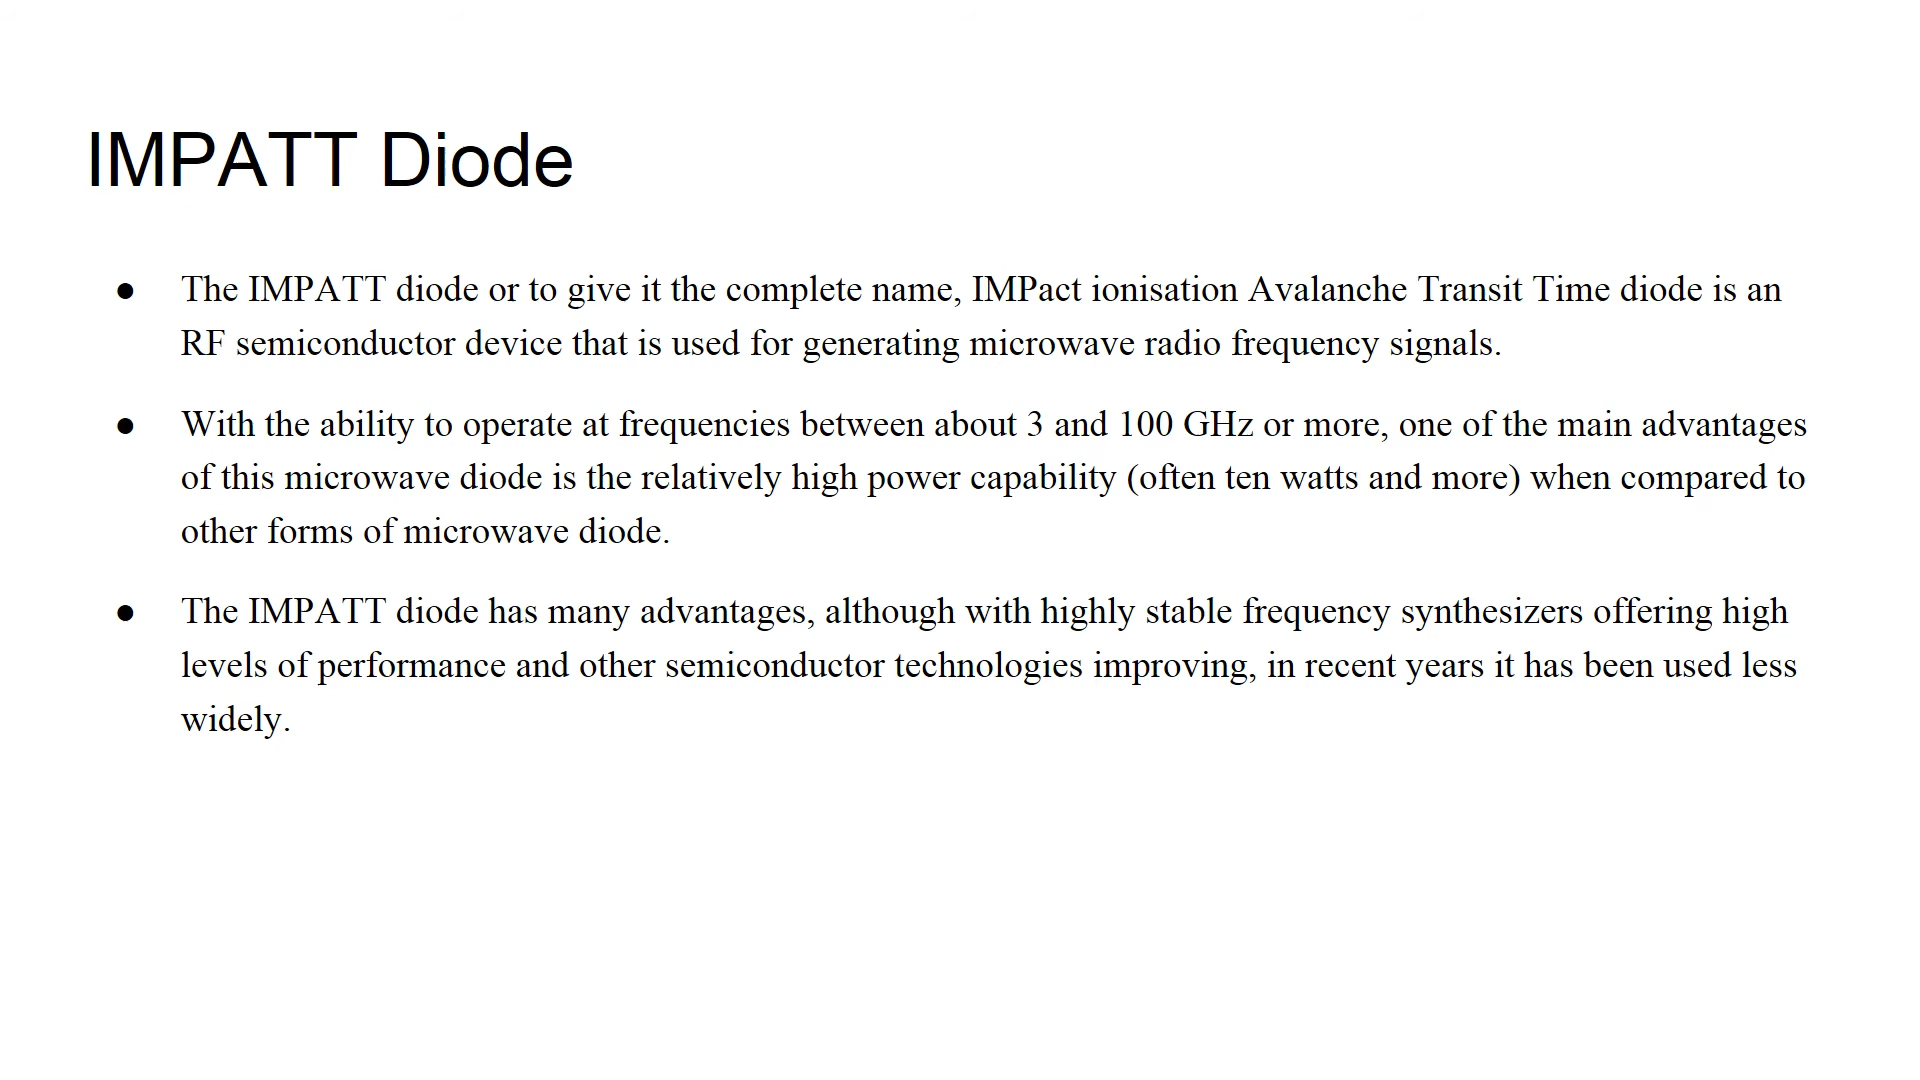 IMPATT Diode
● The IMPATT diode or to give it the complete name, IMPact ionisation Avalanche Transit Time diode is an
RF semiconductor device that is used for generating microwave radio frequency signals.
● With the ability to operate at frequencies between about 3 and 100 GHz or more, one of the main advantages
of this microwave diode is the relatively high power capability (often ten watts and more) when compared to
other forms of microwave diode.
● The IMPATT diode has many advantages, although with highly stable frequency synthesizers offering high
levels of performance and other semiconductor technologies improving, in recent years it has been used less
widely.